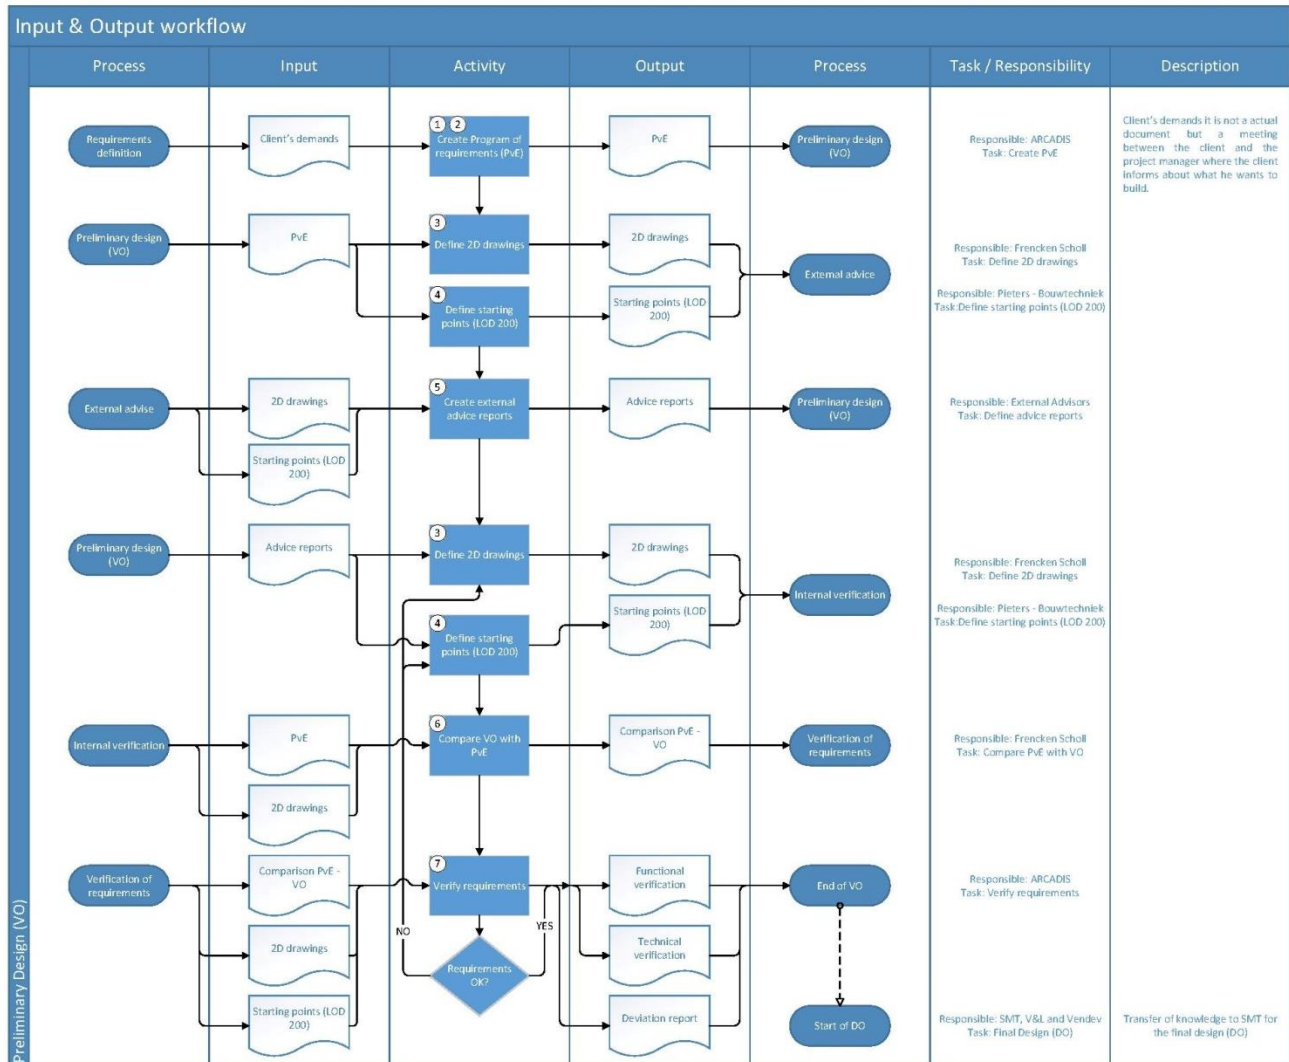 Input & Output workflow
Process
Input
Activity
Output
Process
Task / Responsibility
Description
Preliminary Design (VO)
Requirements
definition
Client's demands
1 2
Create Program of
requirements (PvE)
PvE
Preliminary design
(VO)
Responsible: ARCADIS
Task: Create PvE
Client's demands it is not a actual
document but a meeting
between the client and the
project manager where the client
informs about what he wants to
build.
Preliminary design
(VO)
PvE
3
Define 2D drawings
2D drawings
External advice
Responsible: Frencken Scholl
Task: Define 2D drawings
4
Define starting
points (LOD 200)
Starting points (LOD
200)
Responsible: Pieters - Bouwtechniek
Task:Define starting points (LOD 200)
External advise
2D drawings
Starting points (LOD
200)
5
Create external
advice reports
Advice reports
Preliminary design
(VO)
Responsible: External Advisors
Task: Define advice reports
Preliminary design
(VO)
Advice reports
3
Define 2D drawings
2D drawings
Internal verification
Responsible: Frencken Scholl
Task: Define 2D drawings
4
Define starting
points (LOD 200)
Starting points (LOD
200)
Responsible: Pieters - Bouwtechniek
Task:Define starting points (LOD 200)
Internal verification
PvE
2D drawings
6
Compare VO with
PvE
Comparison PvE -
VO
Verification of
requirements
Responsible: Frencken Scholl
Task: Compare PvE with VO
Verification of
requirements
Comparison PvE -
VO
2D drawings
Starting points (LOD
200)
7
Verify requirements
NO
YES
Requirements
OK?
Functional
verification
Technical
verification
Deviation report
End of VO
Responsible: ARCADIS
Task: Verify requirements
Start of DO
Responsible: SMT, V&L and Vendev
Task: Final Design (DO)
Transfer of knowledge to SMT for
the final design (DO)